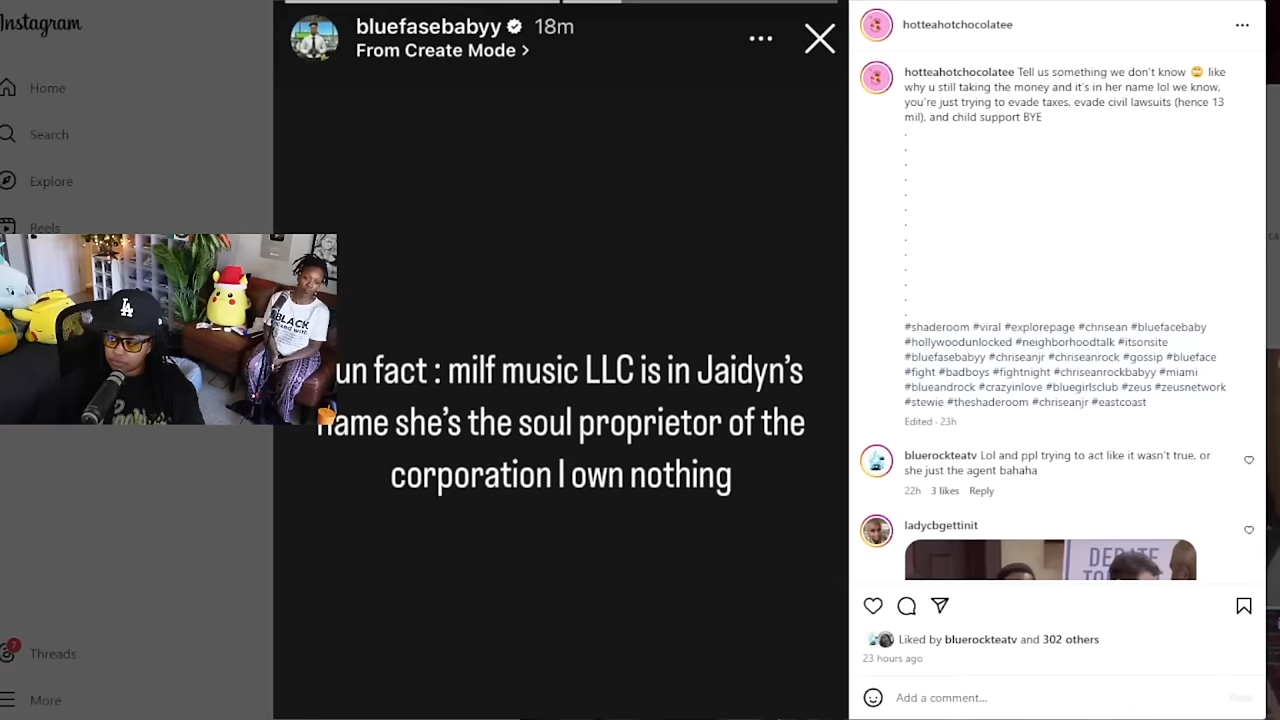 Instagram
Home
Search
Explore
Reels
Threads
7
More
bluefasebabyy 18m
From Create Mode >
un fact : milf music LLC is in Jaidyn's
name she's the soul proprietor of the
corporation I own nothing
LA
BLACK
hotteahotchocolatee
hotteahotchocolatee Tell us something we don't know 🙄 like
why u still taking the money and it's in her name lol we know,
you're just trying to evade taxes, evade civil lawsuits (hence 13
mil), and child support BYE
.
.
.
.
.
.
.
.
.
.
.
.
.
#shaderoom #viral #explorepage #chrisean #bluefacebaby
#hollywoodunlocked #neighborhoodtalk #itsonsite
#bluefasebabyy #chriseanjr #chriseanrock #gossip #blueface
#fight #badboys #fightnight #chriseanrockbabyy #miami
#blueandrock #crazyinlove #bluegirlsclub #zeus #zeusnetwork
#stewie #theshaderoom #chriseanjr #eastcoast
Edited · 23h
bluerockteatv Lol and ppl trying to act like it wasn't true, or
she just the agent bahaha
22h 3 likes Reply
ladycbgettinit
DEBATE
Liked by bluerockteatv and 302 others
23 hours ago
Add a comment...
Post